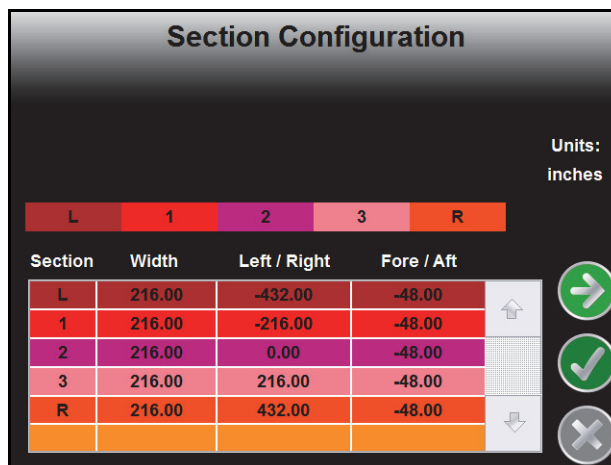 Section Configuration
Units:
inches
L 1 2 3 R
Section Width Left / Right Fore / Aft
L 216.00 -432.00 -48.00
1 216.00 -216.00 -48.00
2 216.00 0.00 -48.00
3 216.00 216.00 -48.00
R 216.00 432.00 -48.00